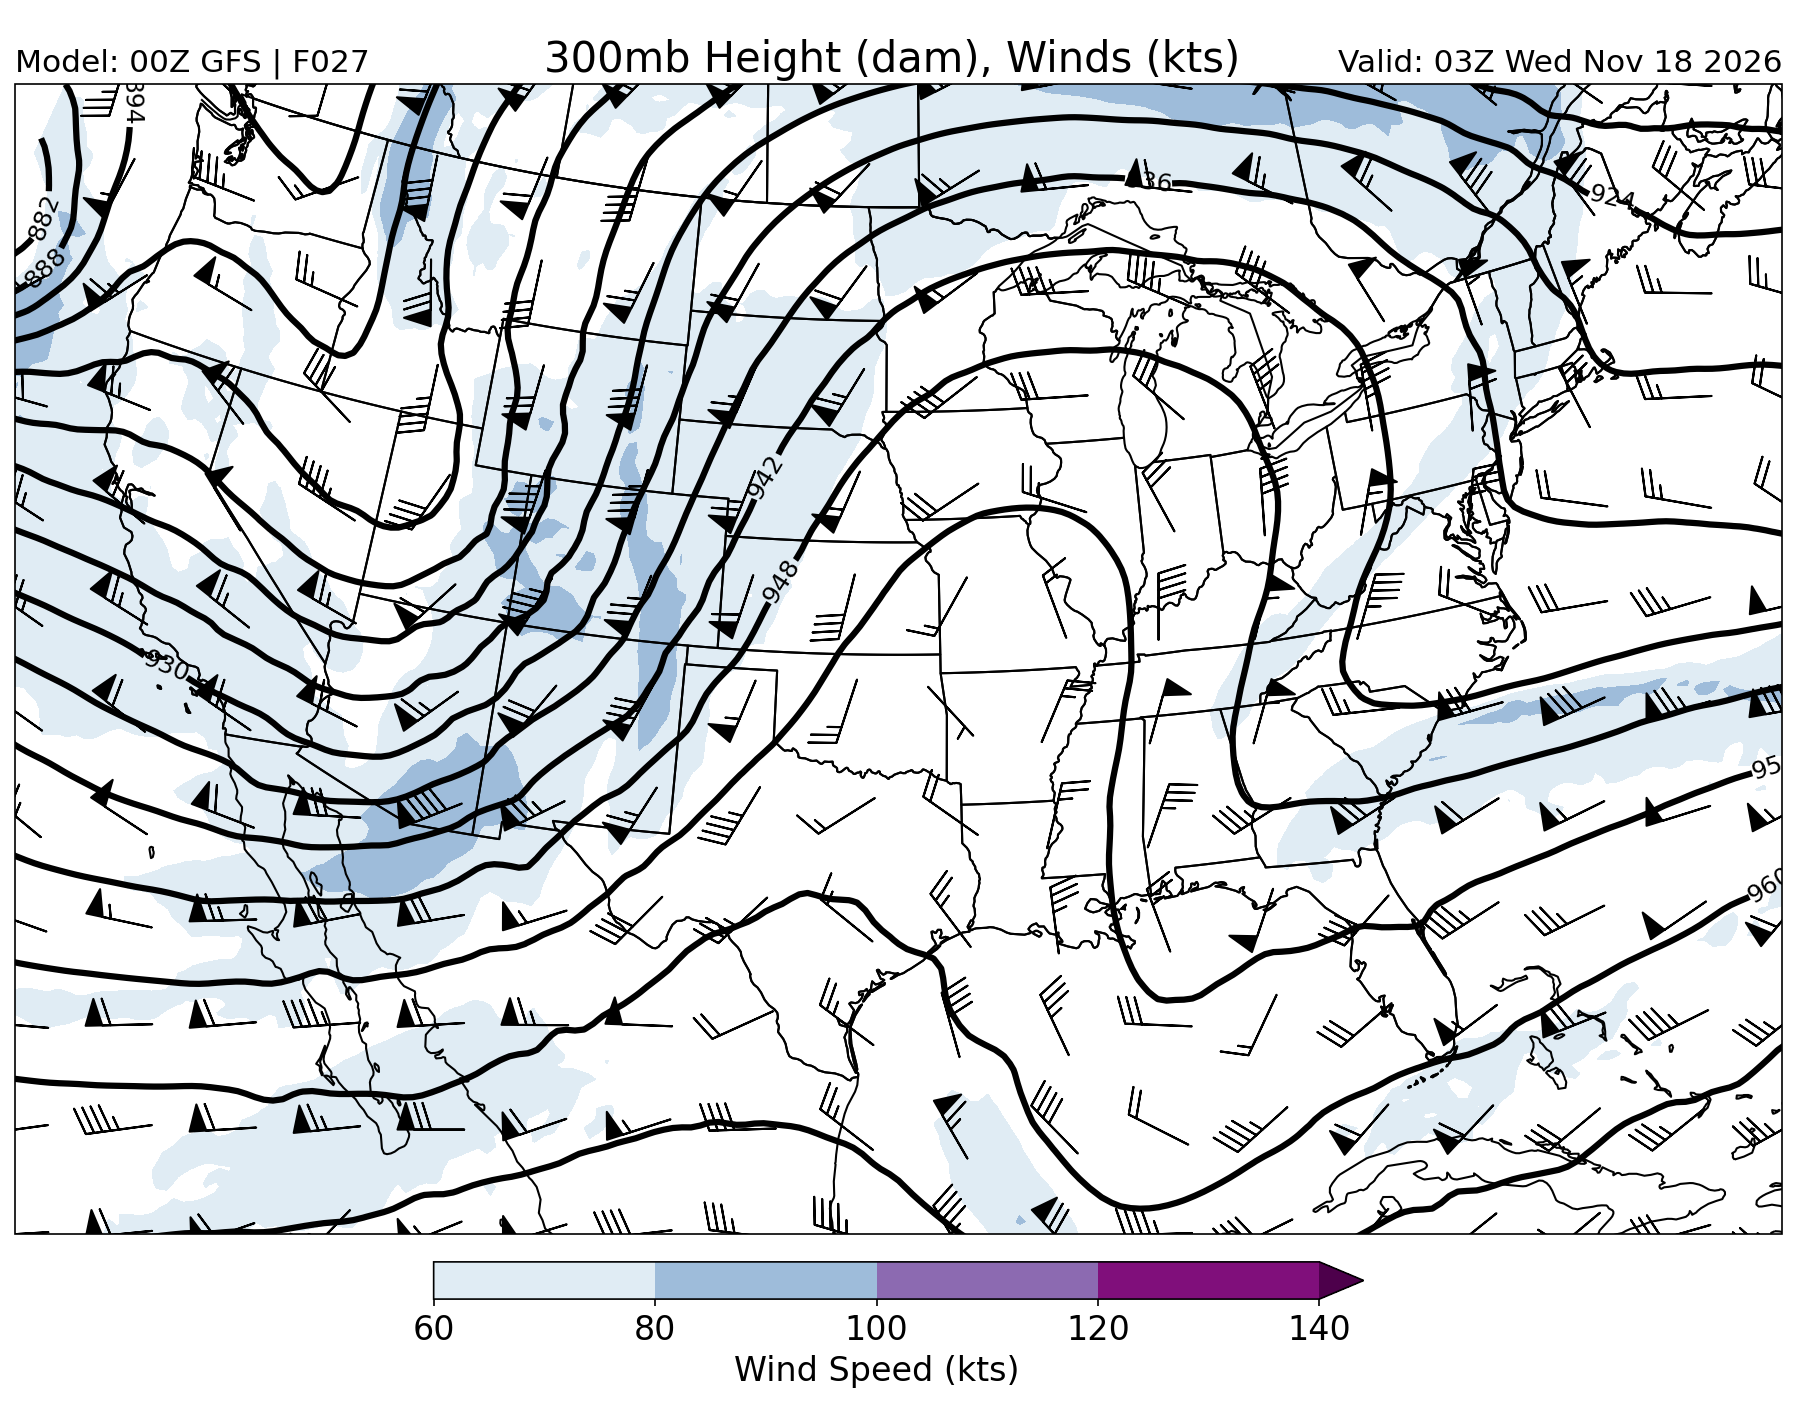 Model: 00Z GFS | F027
300mb Height (dam), Winds (kts)
Valid: 03Z Wed Nov 18 2026
894
882
888
936
924
942
948
930
95
960
60 80 100 120 140
Wind Speed (kts)